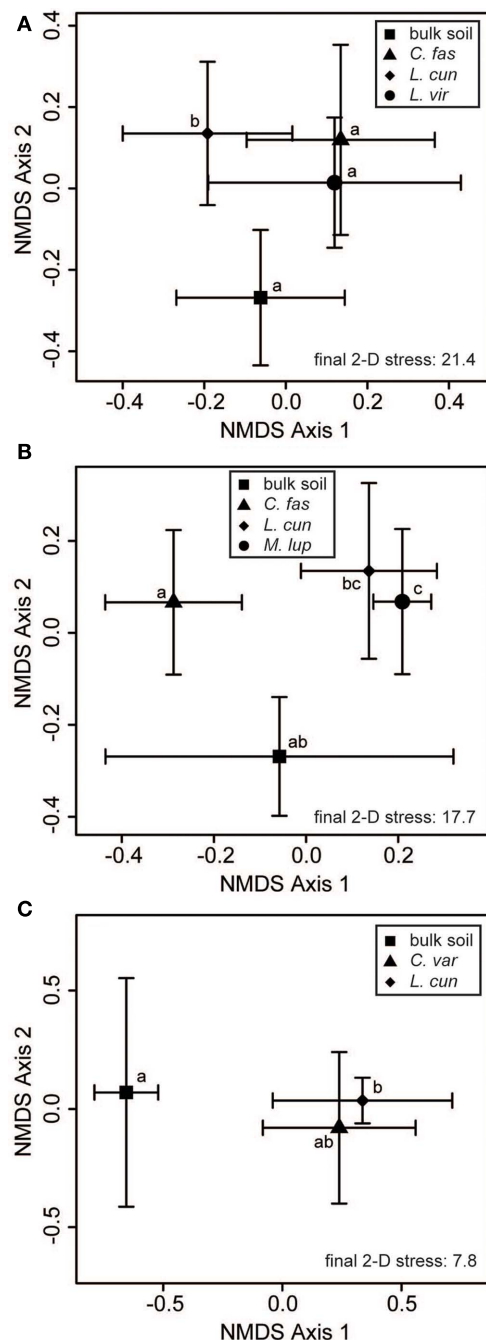 A
bulk soil
C. fas
L. cun
L. vir
NMDS Axis 2
0.4
0.2
0.0
-0.2
-0.4
b
a
a
a
final 2-D stress: 21.4
-0.4 -0.2 0.0 0.2 0.4
NMDS Axis 1
B
bulk soil
C. fas
L. cun
M. lup
NMDS Axis 2
0.2
0.0
-0.2
-0.4
a
bc
c
ab
final 2-D stress: 17.7
-0.4 -0.2 0.0 0.2
NMDS Axis 1
C
bulk soil
C. var
L. cun
NMDS Axis 2
0.5
0.0
-0.5
a
b
ab
final 2-D stress: 7.8
-0.5 0.0 0.5
NMDS Axis 1